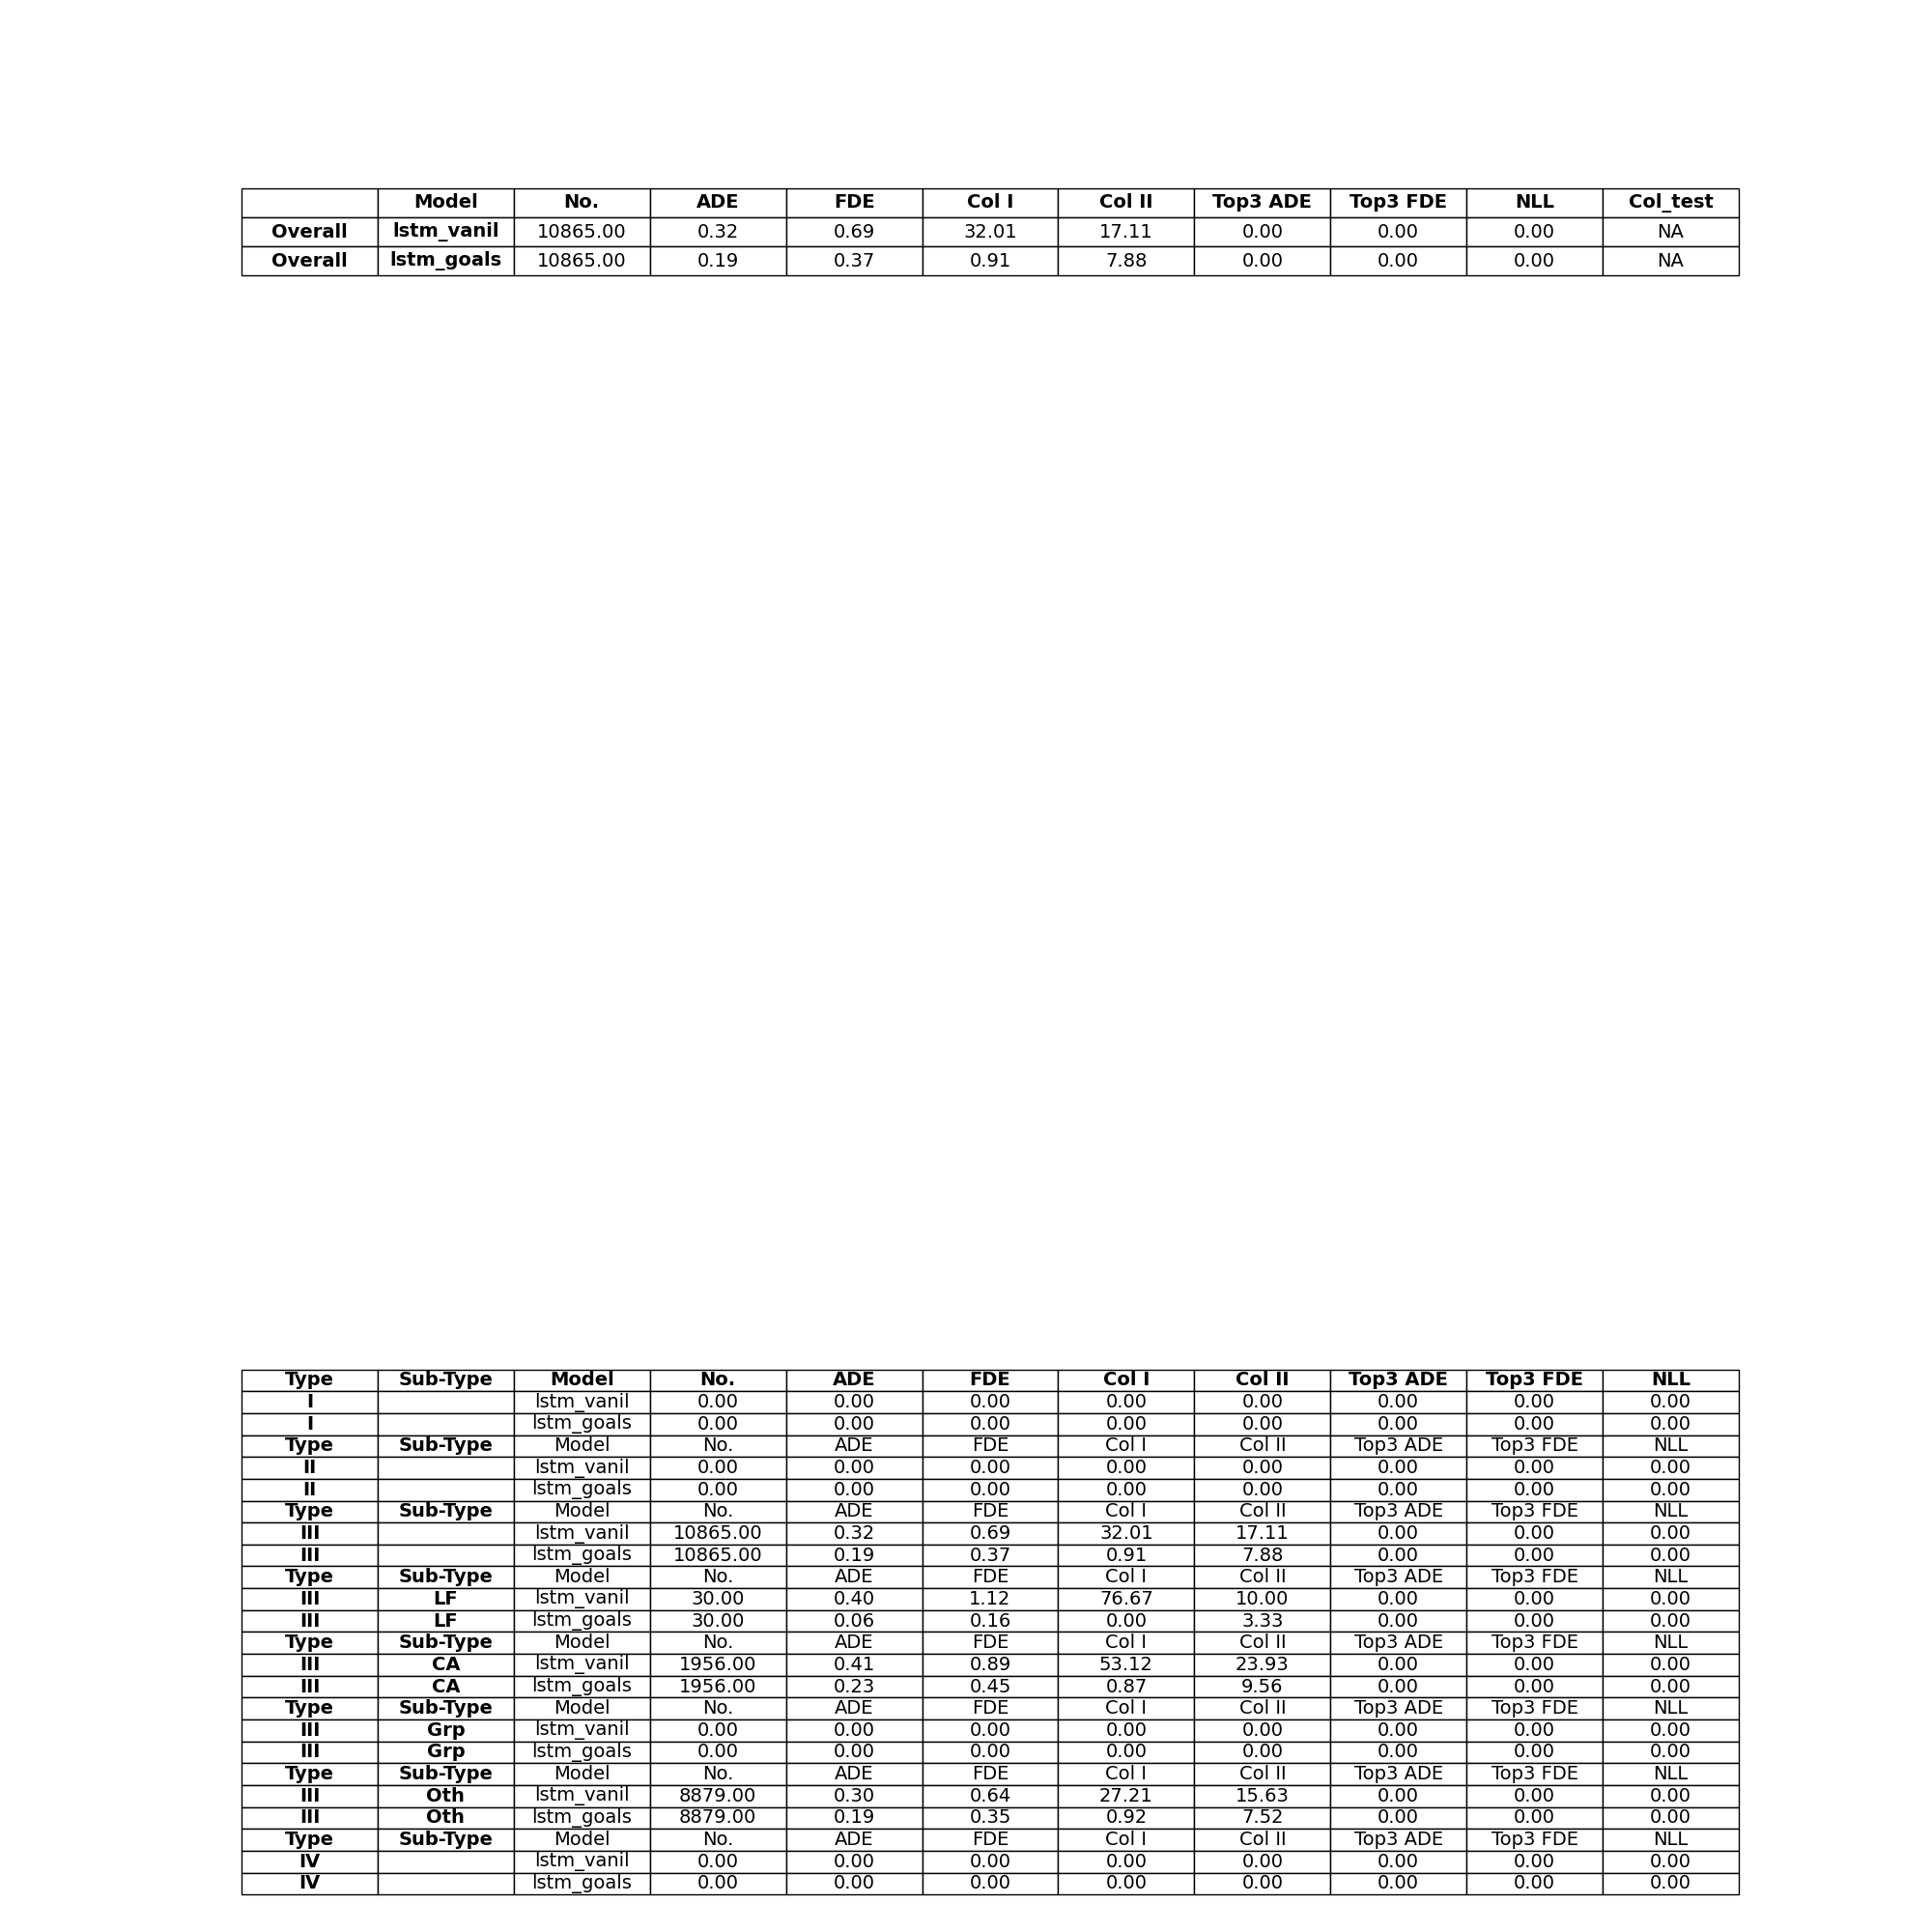 Model No. ADE FDE Col I Col II Top3 ADE Top3 FDE NLL Col_test
Overall lstm_vanil 10865.00 0.32 0.69 32.01 17.11 0.00 0.00 0.00 NA
Overall lstm_goals 10865.00 0.19 0.37 0.91 7.88 0.00 0.00 0.00 NA
Type Sub-Type Model No. ADE FDE Col I Col II Top3 ADE Top3 FDE NLL
I lstm_vanil 0.00 0.00 0.00 0.00 0.00 0.00 0.00 0.00
I lstm_goals 0.00 0.00 0.00 0.00 0.00 0.00 0.00 0.00
Type Sub-Type Model No. ADE FDE Col I Col II Top3 ADE Top3 FDE NLL
II lstm_vanil 0.00 0.00 0.00 0.00 0.00 0.00 0.00 0.00
II lstm_goals 0.00 0.00 0.00 0.00 0.00 0.00 0.00 0.00
Type Sub-Type Model No. ADE FDE Col I Col II Top3 ADE Top3 FDE NLL
III lstm_vanil 10865.00 0.32 0.69 32.01 17.11 0.00 0.00 0.00
III lstm_goals 10865.00 0.19 0.37 0.91 7.88 0.00 0.00 0.00
Type Sub-Type Model No. ADE FDE Col I Col II Top3 ADE Top3 FDE NLL
III LF lstm_vanil 30.00 0.40 1.12 76.67 10.00 0.00 0.00 0.00
III LF lstm_goals 30.00 0.06 0.16 0.00 3.33 0.00 0.00 0.00
Type Sub-Type Model No. ADE FDE Col I Col II Top3 ADE Top3 FDE NLL
III CA lstm_vanil 1956.00 0.41 0.89 53.12 23.93 0.00 0.00 0.00
III CA lstm_goals 1956.00 0.23 0.45 0.87 9.56 0.00 0.00 0.00
Type Sub-Type Model No. ADE FDE Col I Col II Top3 ADE Top3 FDE NLL
III Grp lstm_vanil 0.00 0.00 0.00 0.00 0.00 0.00 0.00 0.00
III Grp lstm_goals 0.00 0.00 0.00 0.00 0.00 0.00 0.00 0.00
Type Sub-Type Model No. ADE FDE Col I Col II Top3 ADE Top3 FDE NLL
III Oth lstm_vanil 8879.00 0.30 0.64 27.21 15.63 0.00 0.00 0.00
III Oth lstm_goals 8879.00 0.19 0.35 0.92 7.52 0.00 0.00 0.00
Type Sub-Type Model No. ADE FDE Col I Col II Top3 ADE Top3 FDE NLL
IV lstm_vanil 0.00 0.00 0.00 0.00 0.00 0.00 0.00 0.00
IV lstm_goals 0.00 0.00 0.00 0.00 0.00 0.00 0.00 0.00